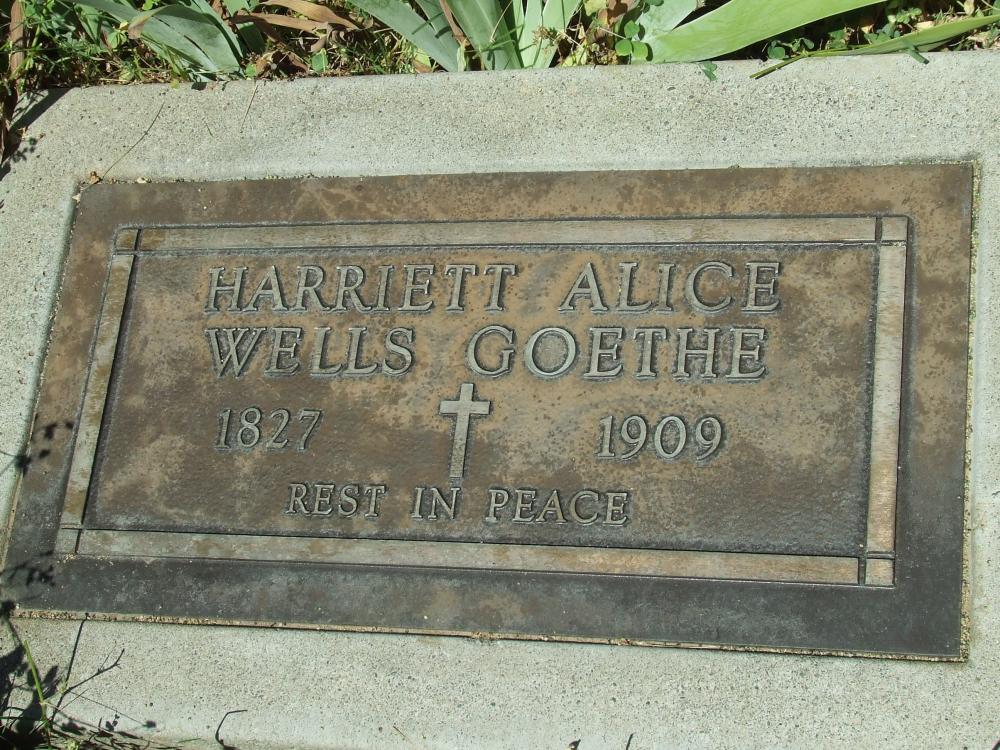 HARRIETT ALICE
WELLS GOETHE
1827 1909
REST IN PEACE